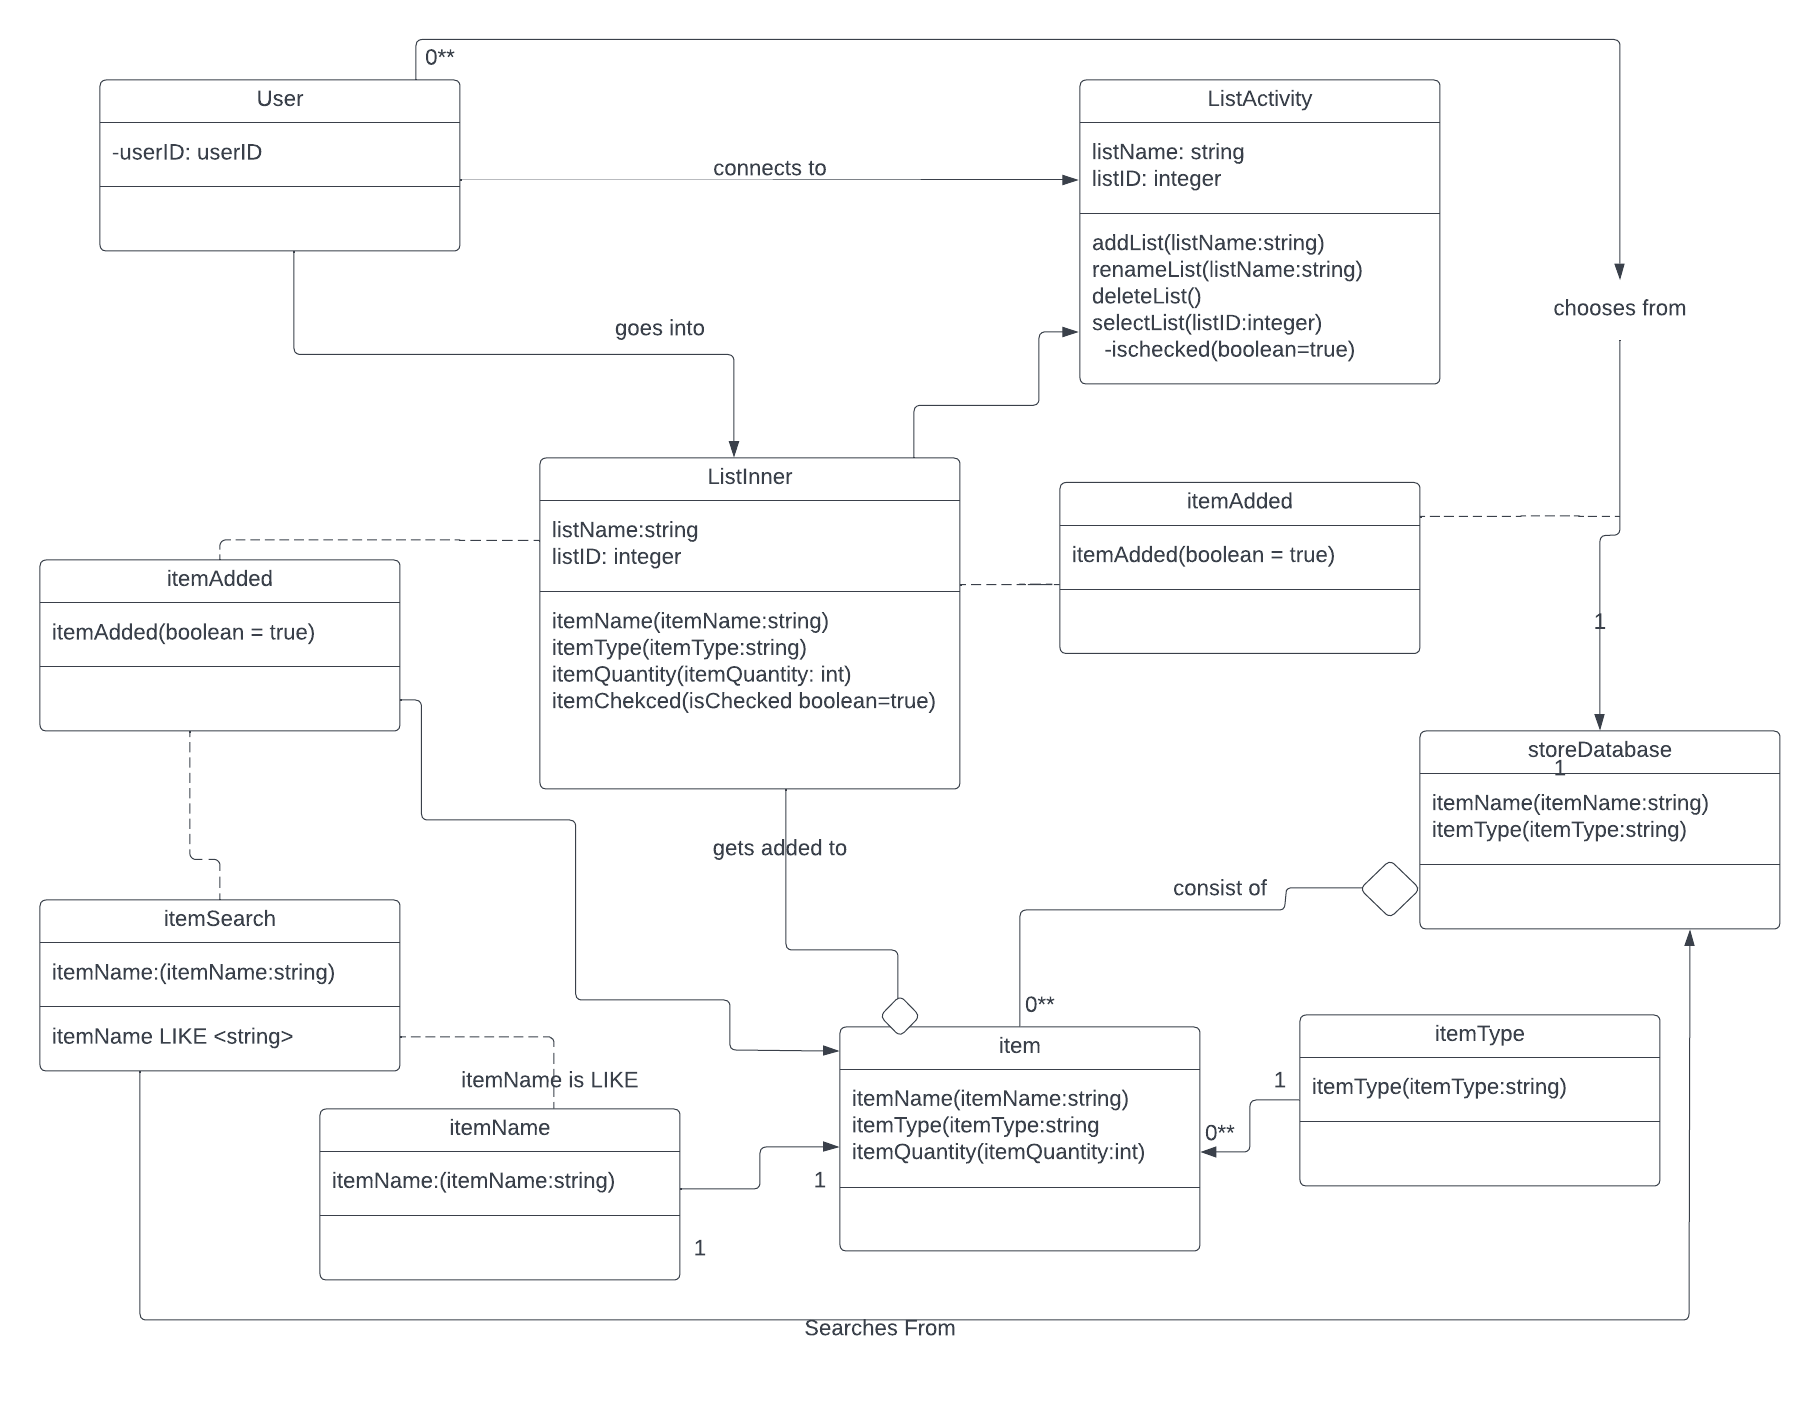 0**
User
-userID: userID
connects to
ListActivity
listName: string
listID: integer
addList(listName:string)
renameList(listName:string)
deleteList()
selectList(listID:integer)
-ischecked(boolean=true)
chooses from
goes into
ListInner
listName:string
listID: integer
itemName(itemName:string)
itemType(itemType:string)
itemQuantity(itemQuantity: int)
itemChekced(isChecked boolean=true)
itemAdded
itemAdded(boolean = true)
itemAdded
itemAdded(boolean = true)
1
storeDatabase
1
itemName(itemName:string)
itemType(itemType:string)
gets added to
consist of
itemSearch
itemName:(itemName:string)
itemName LIKE <string>
0**
item
itemName(itemName:string)
itemType(itemType:string
itemQuantity(itemQuantity:int)
itemType
itemType(itemType:string)
1
0**
itemName is LIKE
itemName
itemName:(itemName:string)
1
1
Searches From